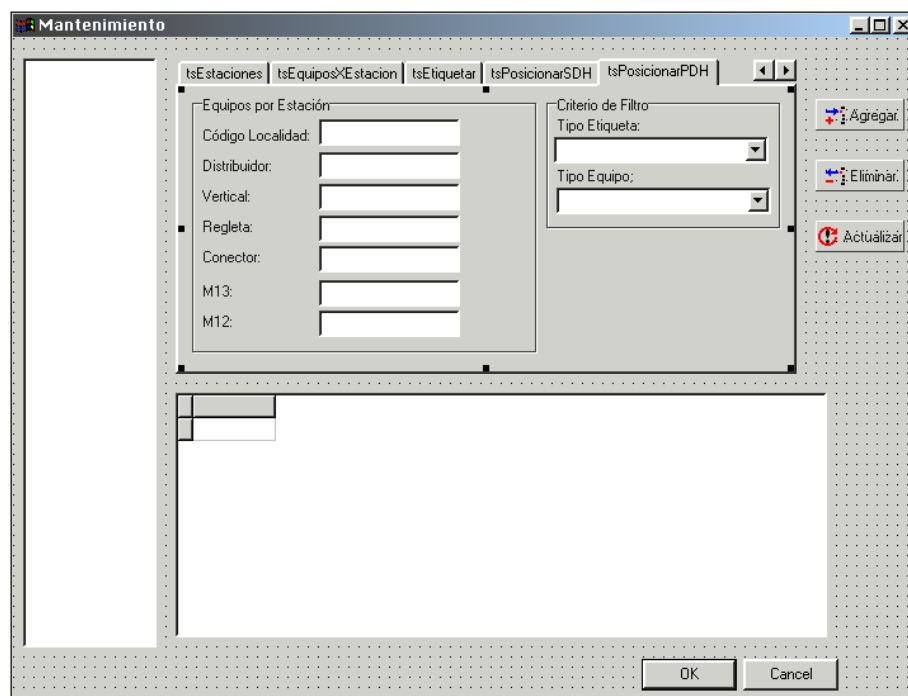 Mantenimiento
tsEstaciones
tsEquiposXEstacion
tsEtiquetar
tsPosicionarSDH
tsPosicionarPDH
Equipos por Estación
Código Localidad:
Distribuidor:
Vertical:
Regleta:
Conector:
M13:
M12:
Criterio de Filtro
Tipo Etiqueta:
Tipo Equipo;
Agregar
Eliminar
Actualizar
OK
Cancel